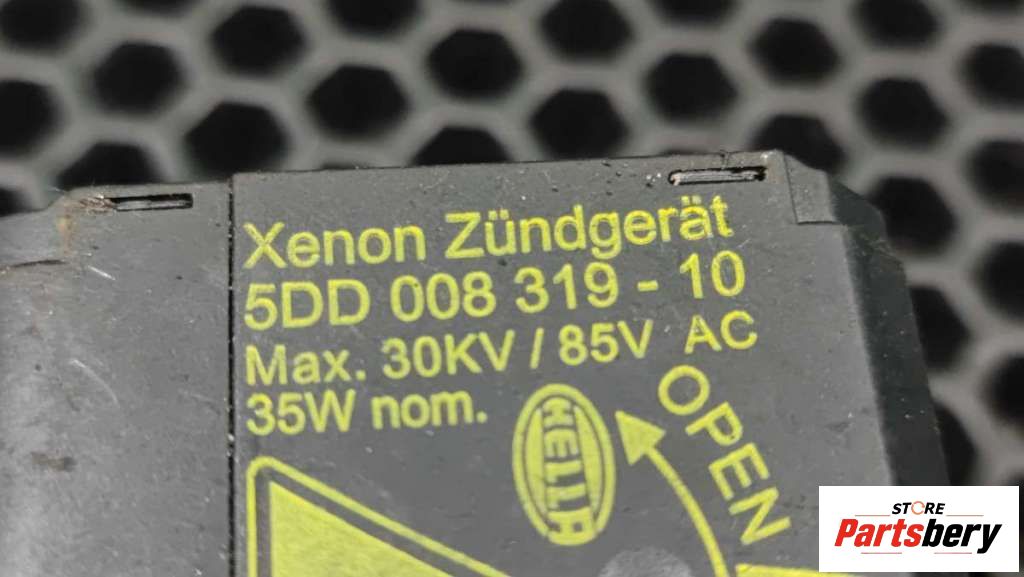 Xenon Zündgerät
5DD 008 319 - 10
Max. 30KV / 85V AC
35W nom.
HELLA
OPEN
STORE
Partsbery